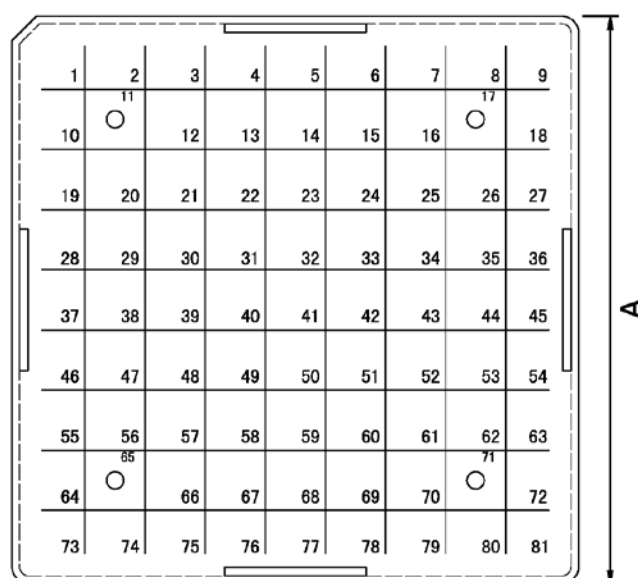 1 2 3 4 5 6 7 8 9
11 17
10 12 13 14 15 16 18
19 20 21 22 23 24 25 26 27
28 29 30 31 32 33 34 35 36
A
37 38 39 40 41 42 43 44 45
46 47 48 49 50 51 52 53 54
55 56 57 58 59 60 61 62 63
65 71
64 66 67 68 69 70 72
73 74 75 76 77 78 79 80 81